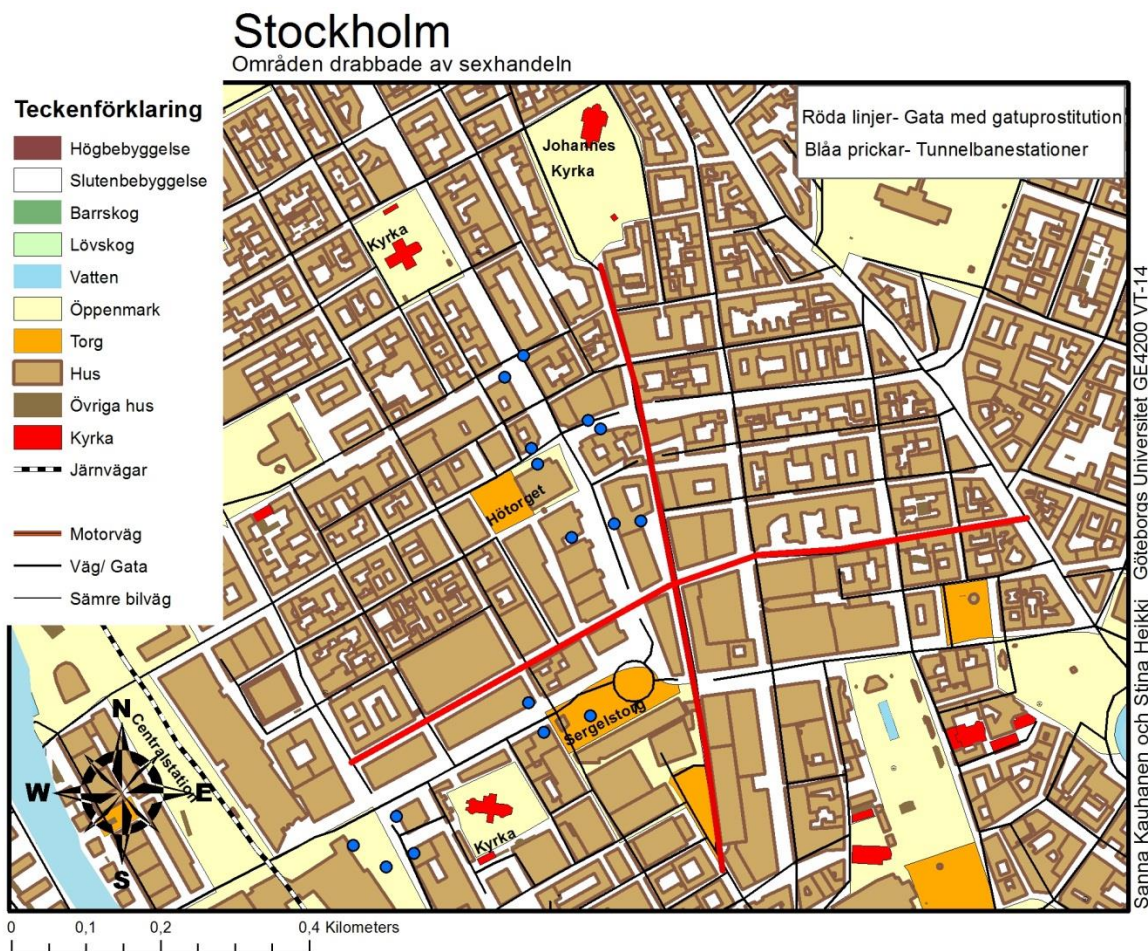 Stockholm
Områden drabbade av sexhandeln
Teckenförklaring
Högbebyggelse
Slutenbebyggelse
Barrskog
Lövskog
Vatten
Öppenmark
Torg
Hus
Övriga hus
Kyrka
Järnvägar
Motorväg
Väg/ Gata
Sämre bilväg
Röda linjer- Gata med gatuprostitution
Blåa prickar- Tunnelbanestationer
Johannes
Kyrka
Kyrka
Hötorget
Sergelstorg
Kyrka
Centralstation
N
W
E
S
0 0,1 0,2 0,4 Kilometers
Sanna Kauhanen och Stina Heikki Göteborgs Universitet GE4200 VT-14